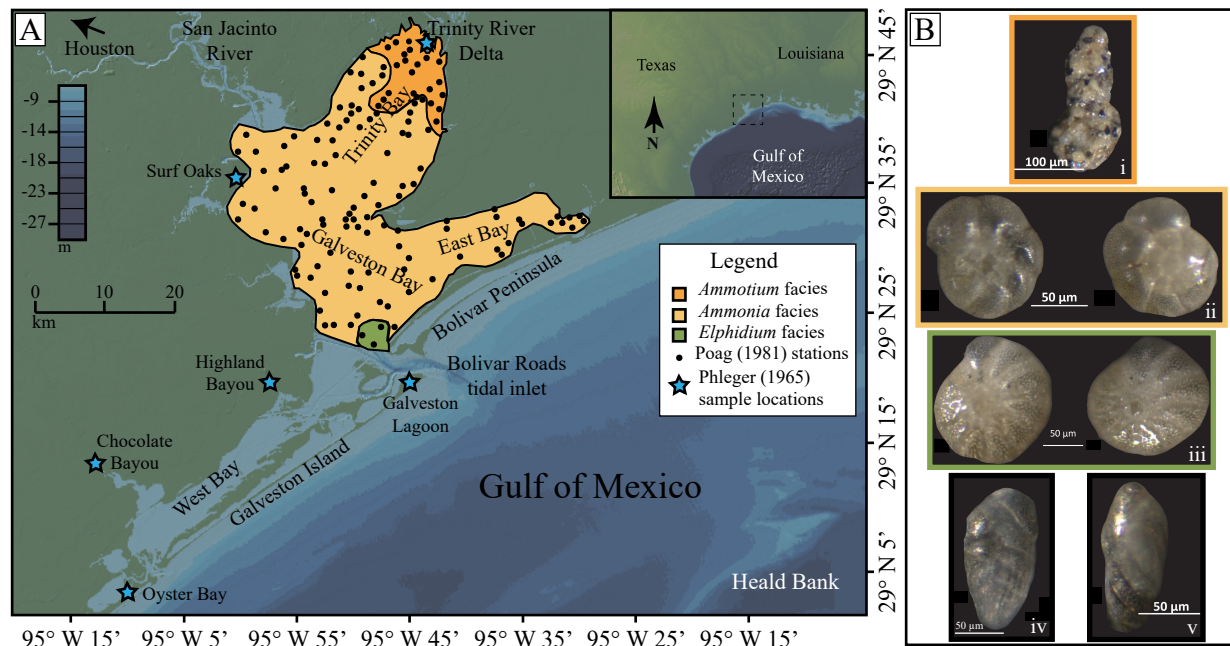 A
Houston
San Jacinto
River
Trinity River
Delta
-9
-14
-18
-23
-27
m
Surf Oaks
Trinity Bay
0 10 20
km
Galveston Bay
East Bay
Bolivar Peninsula
Highland
Bayou
Bolivar Roads
tidal inlet
Galveston
Lagoon
Chocolate
Bayou
West Bay
Galveston Island
Gulf of Mexico
Oyster Bay
Heald Bank
Texas
Louisiana
N
Gulf of
Mexico
Legend
Ammotium facies
Ammonia facies
Elphidium facies
Poag (1981) stations
Phleger (1965)
sample locations
29° N 45’
29° N 35’
29° N 25’
29° N 15’
29° N 5’
95° W 15’ 95° W 5’ 95° W 55’ 95° W 45’ 95° W 35’ 95° W 25’ 95° W 15’
B
100 µm
i
50 µm
ii
50 µm
iii
50 µm
iv
50 µm
v